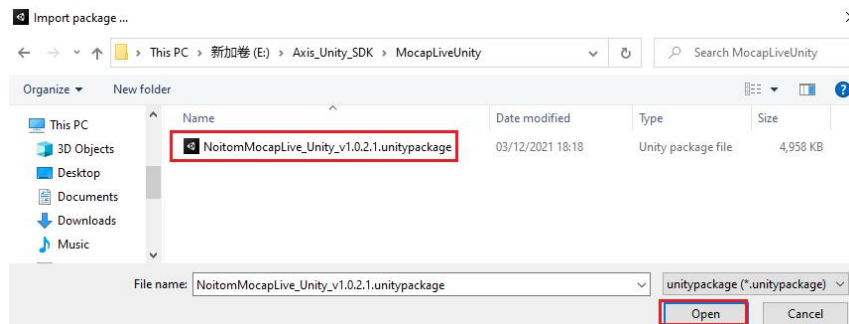 Import package ...
This PC > 新加卷 (E:) > Axis_Unity_SDK > MocapLiveUnity
Search MocapLiveUnity
Organize New folder
Name Date modified Type Size
This PC
NoitomMocapLive_Unity_v1.0.2.1.unitypackage 03/12/2021 18:18 Unity package file 4,958 KB
3D Objects
Desktop
Documents
Downloads
Music
File name: NoitomMocapLive_Unity_v1.0.2.1.unitypackage unitypackage (*.unitypackage)
Open Cancel